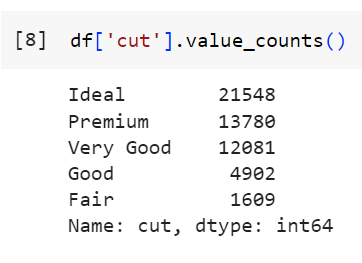 [8] df['cut'].value_counts()
Ideal 21548
Premium 13780
Very Good 12081
Good 4902
Fair 1609
Name: cut, dtype: int64